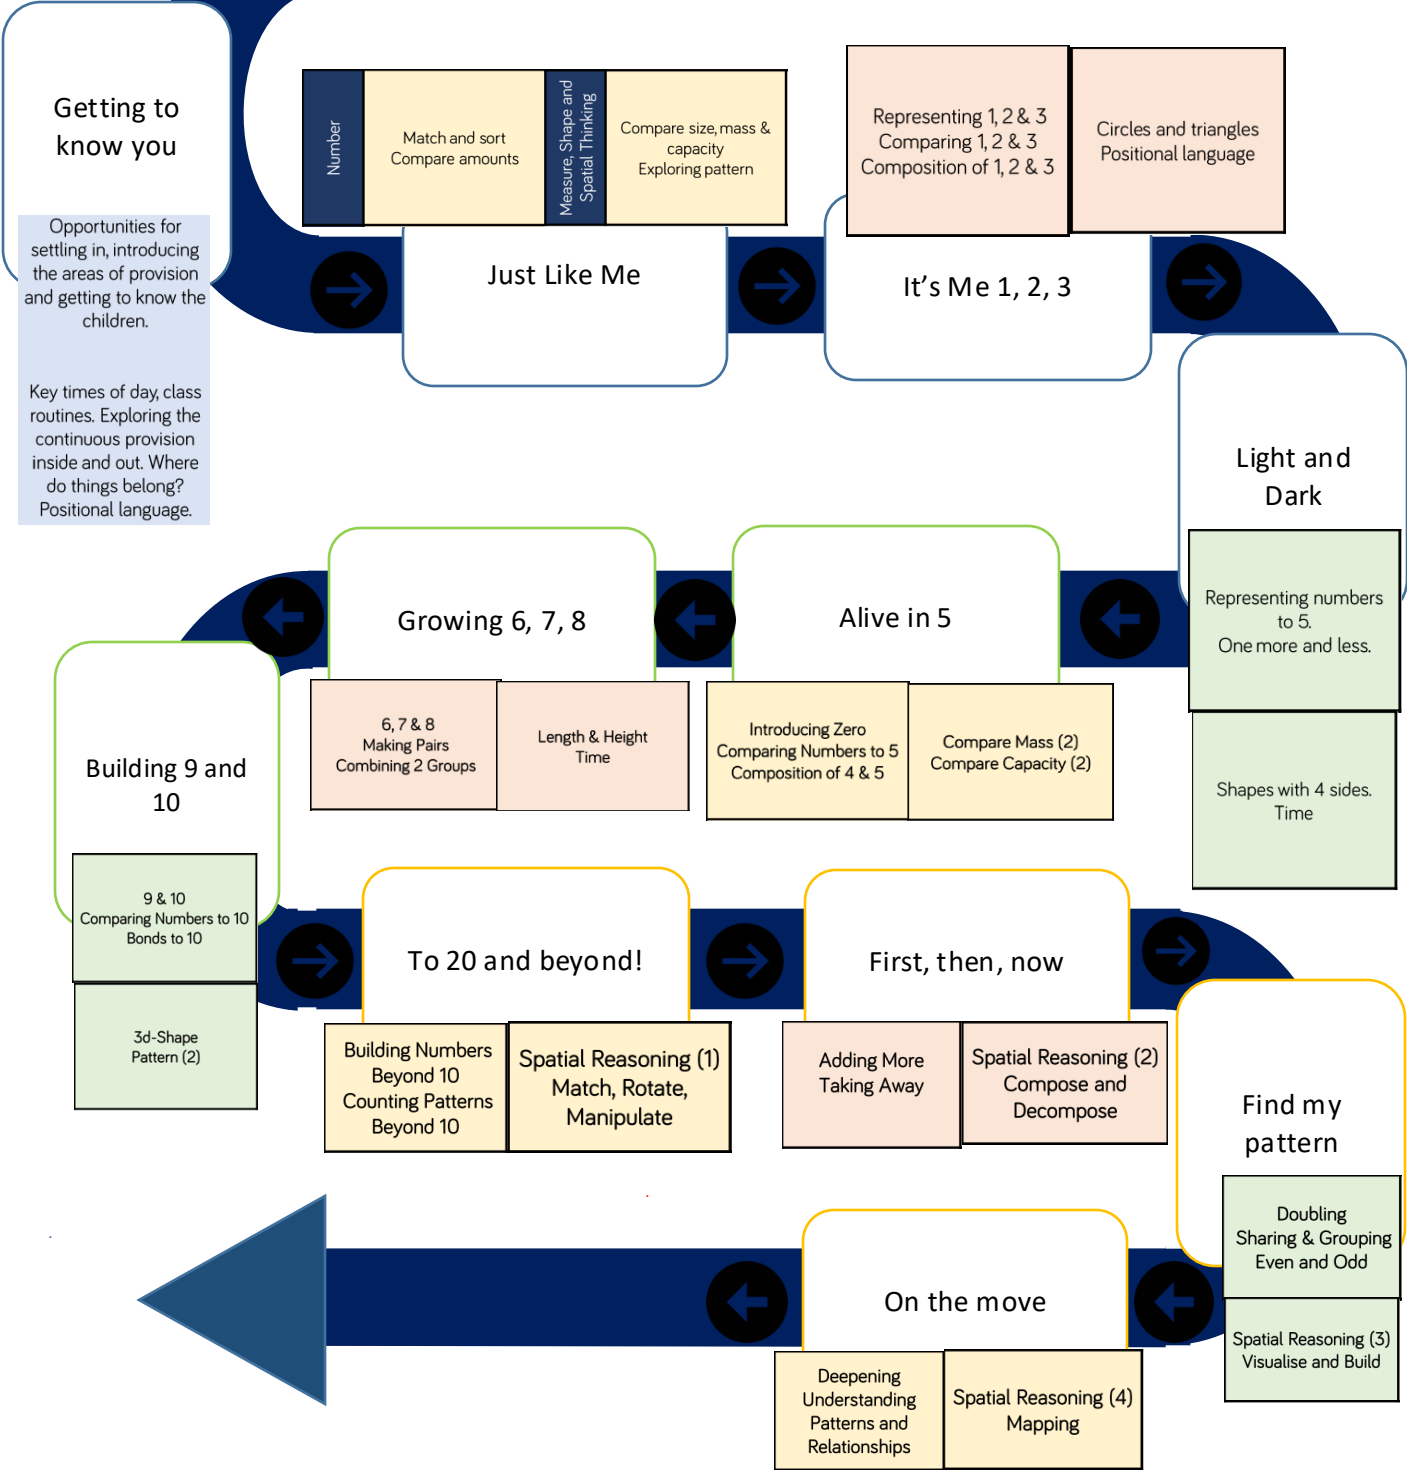 Getting to
know you
Opportunities for
settling in, introducing
the areas of provision
and getting to know the
children.
Key times of day, class
routines. Exploring the
continuous provision
inside and out. Where
do things belong?
Positional language.
Number
Match and sort
Compare amounts
Measure, Shape and
Spatial Thinking
Compare size, mass &
capacity
Exploring pattern
Just Like Me
Representing 1, 2 & 3
Comparing 1, 2 & 3
Composition of 1, 2 & 3
Circles and triangles
Positional language
It's Me 1, 2, 3
Light and
Dark
Representing numbers
to 5.
One more and less.
Shapes with 4 sides.
Time
Alive in 5
Introducing Zero
Comparing Numbers to 5
Composition of 4 & 5
Compare Mass (2)
Compare Capacity (2)
Growing 6, 7, 8
6, 7 & 8
Making Pairs
Combining 2 Groups
Length & Height
Time
Building 9 and
10
9 & 10
Comparing Numbers to 10
Bonds to 10
3d-Shape
Pattern (2)
To 20 and beyond!
Building Numbers
Beyond 10
Counting Patterns
Beyond 10
Spatial Reasoning (1)
Match, Rotate,
Manipulate
First, then, now
Adding More
Taking Away
Spatial Reasoning (2)
Compose and
Decompose
Find my
pattern
Doubling
Sharing & Grouping
Even and Odd
Spatial Reasoning (3)
Visualise and Build
On the move
Deepening
Understanding
Patterns and
Relationships
Spatial Reasoning (4)
Mapping